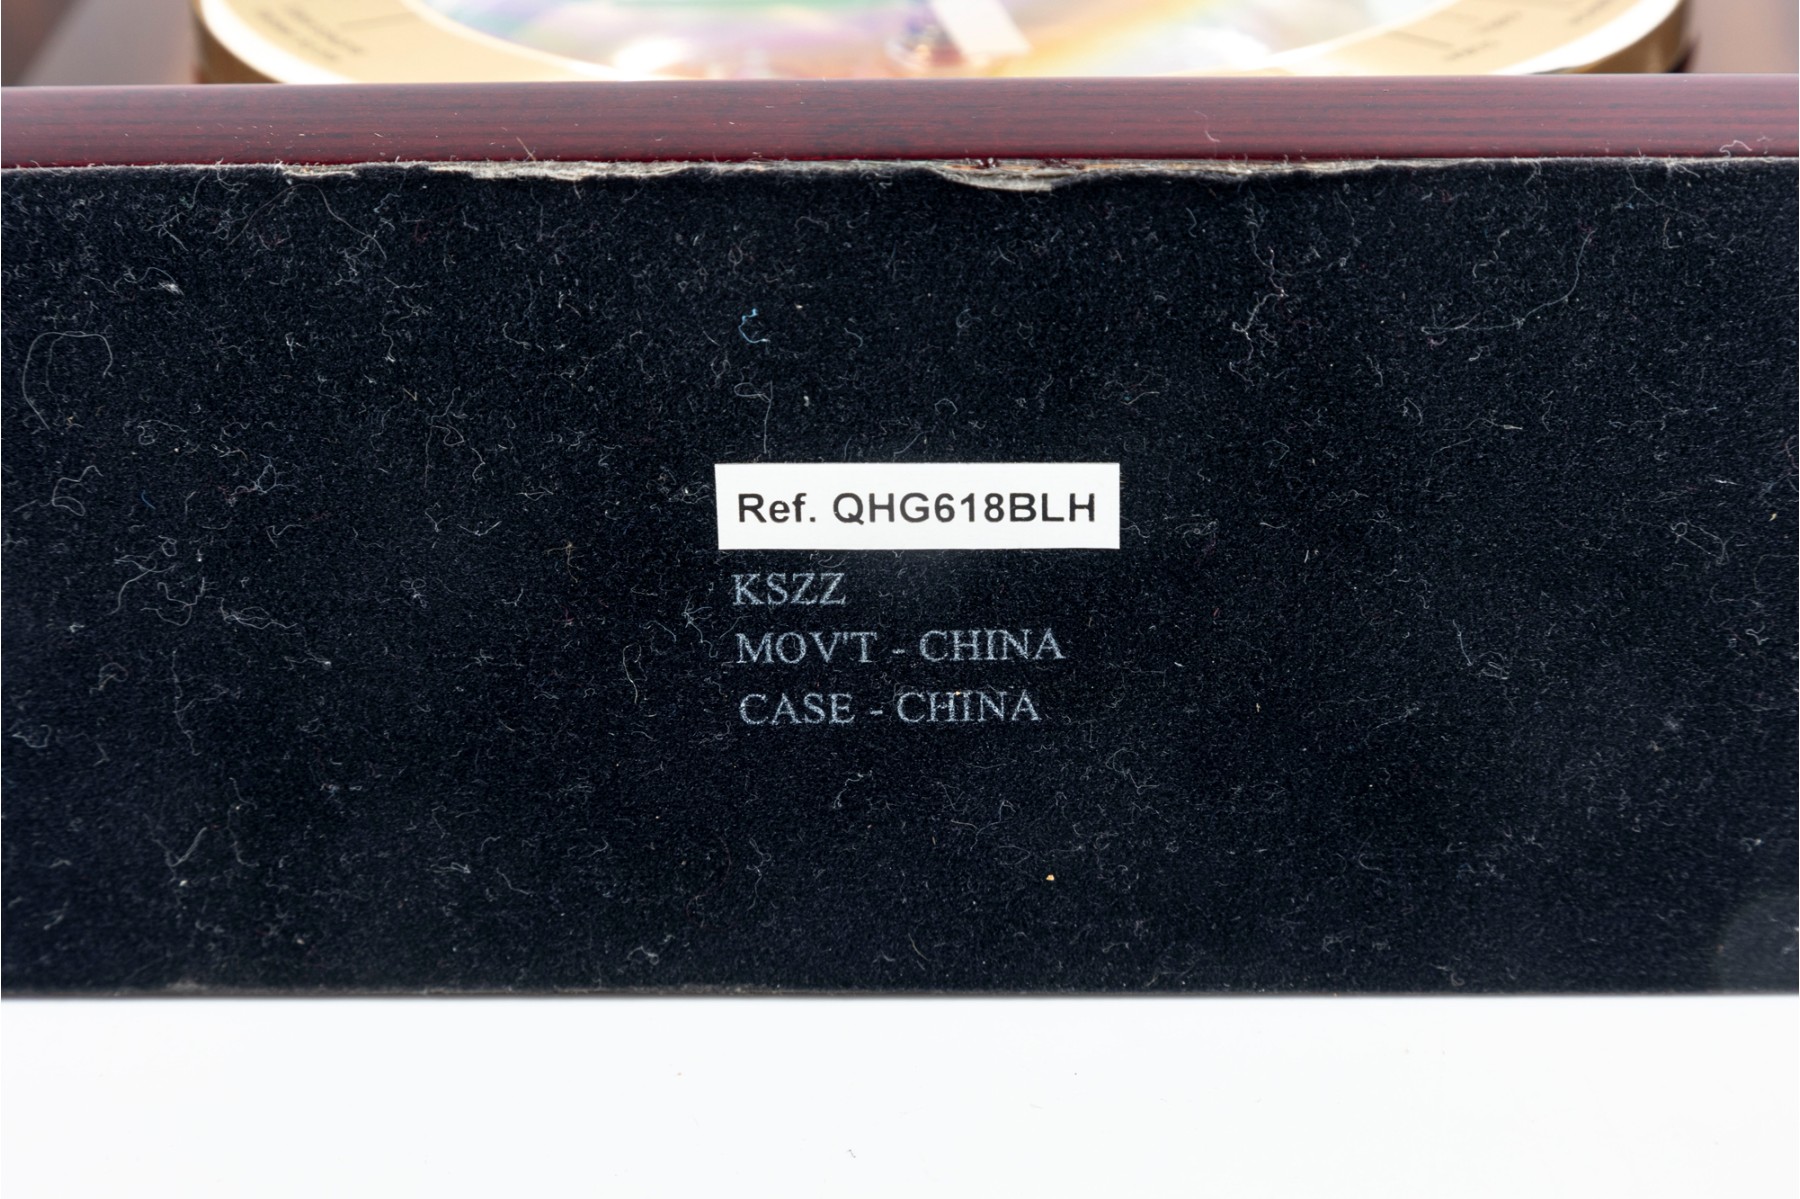 Ref. QHG618BLH
KSZZ
MOV'T - CHINA
CASE - CHINA